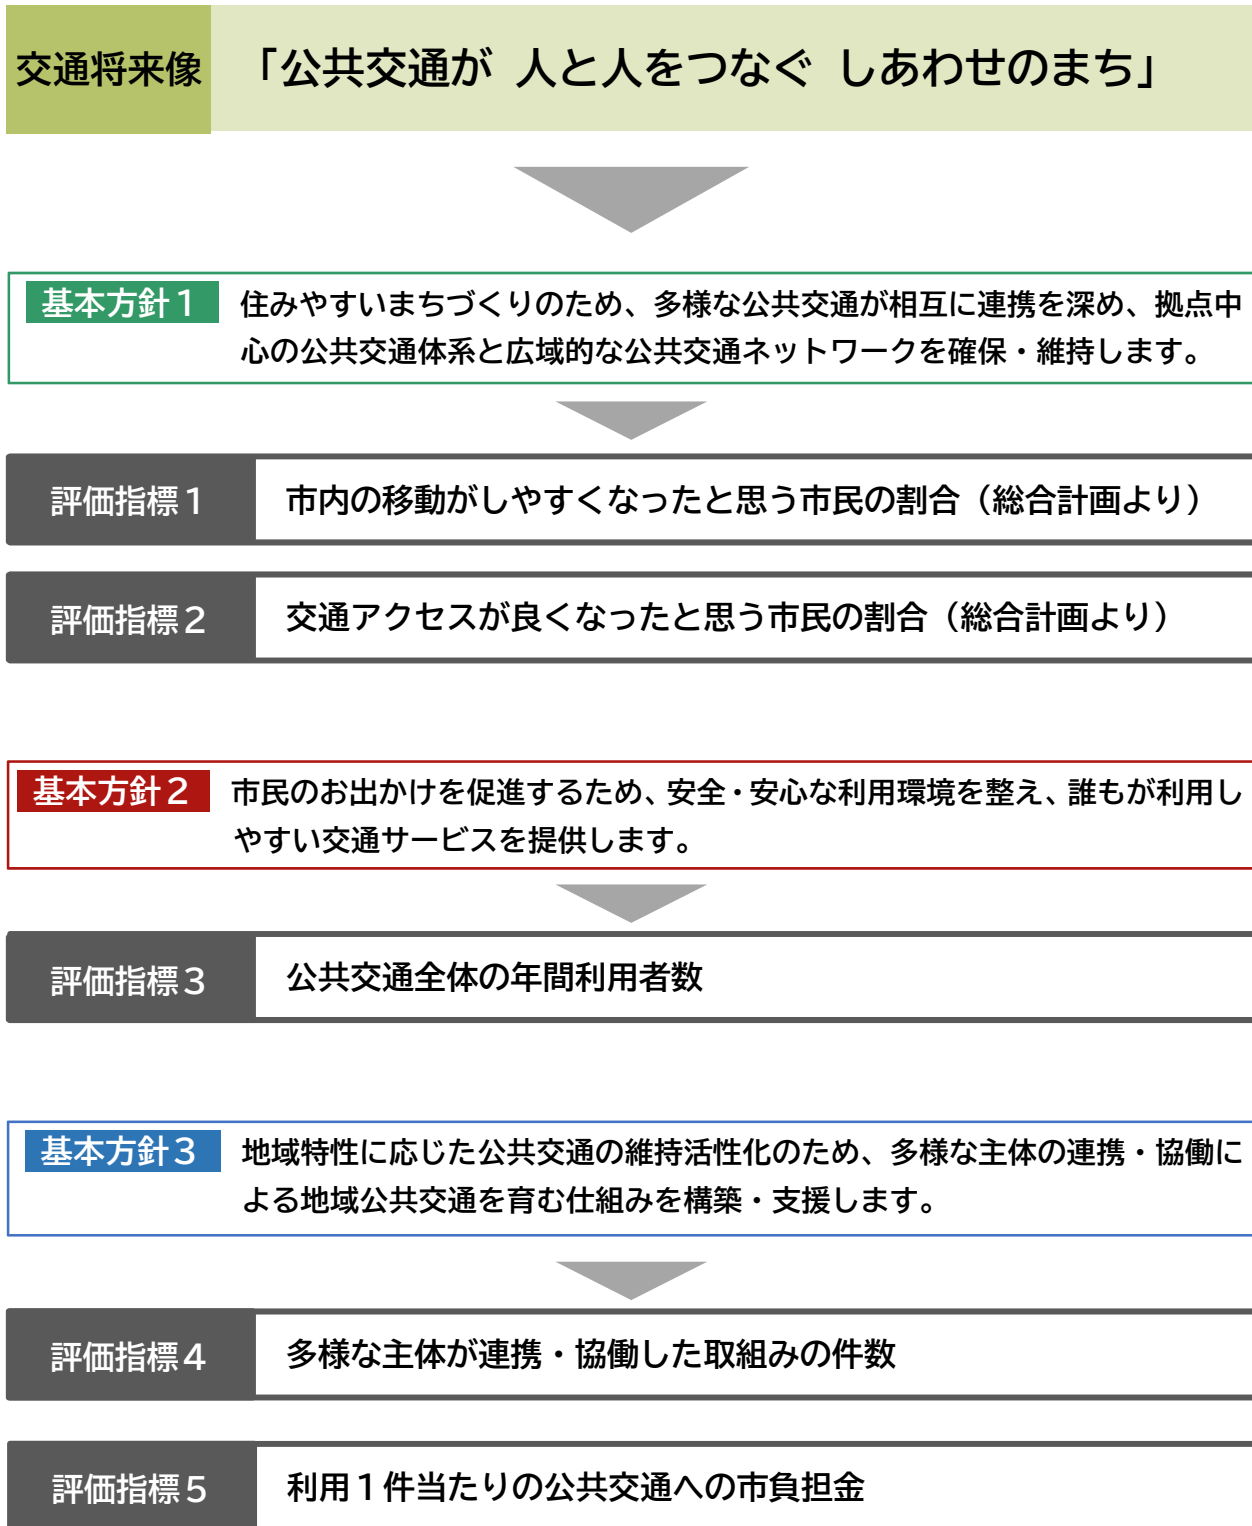 交通将来像 「公共交通が 人と人をつなぐ しあわせのまち」
基本方針１ 住みやすいまちづくりのため、多様な公共交通が相互に連携を深め、拠点中
心の公共交通体系と広域的な公共交通ネットワークを確保・維持します。
評価指標１ 市内の移動がしやすくなったと思う市民の割合（総合計画より）
評価指標２ 交通アクセスが良くなったと思う市民の割合（総合計画より）
基本方針２ 市民のお出かけを促進するため、安全・安心な利用環境を整え、誰もが利用し
やすい交通サービスを提供します。
評価指標３ 公共交通全体の年間利用者数
基本方針３ 地域特性に応じた公共交通の維持活性化のため、多様な主体の連携・協働に
よる地域公共交通を育む仕組みを構築・支援します。
評価指標４ 多様な主体が連携・協働した取組みの件数
評価指標５ 利用１件当たりの公共交通への市負担金